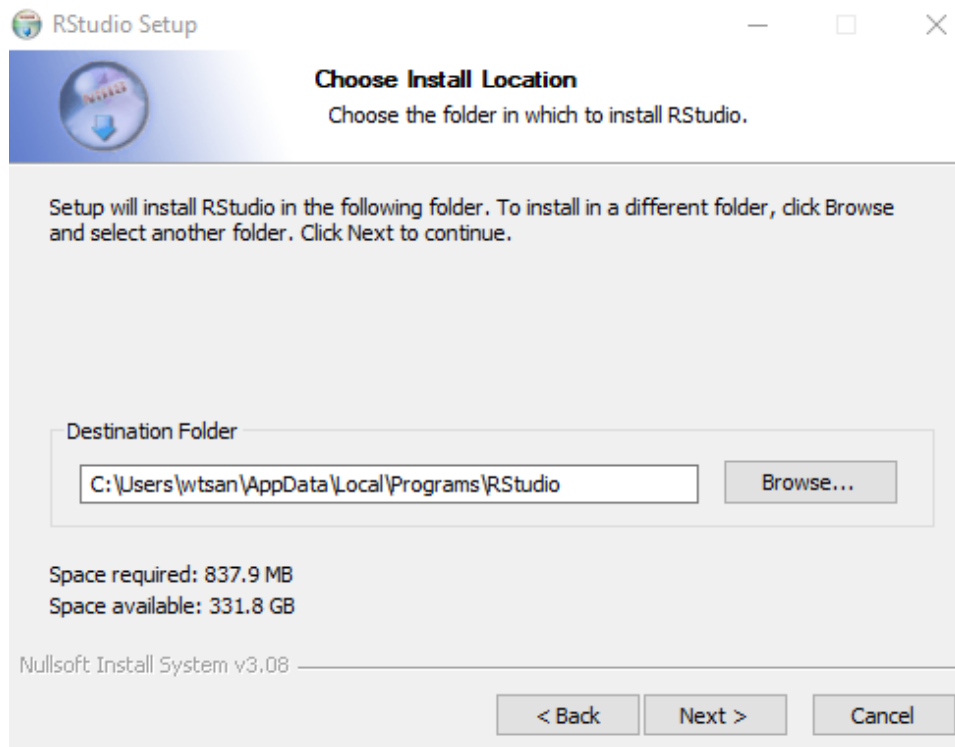 RStudio Setup
NSIS
Choose Install Location
Choose the folder in which to install RStudio.
Setup will install RStudio in the following folder. To install in a different folder, click Browse
and select another folder. Click Next to continue.
Destination Folder
C:\Users\wtsan\AppData\Local\Programs\RStudio
Browse...
Space required: 837.9 MB
Space available: 331.8 GB
Nullsoft Install System v3.08
< Back
Next >
Cancel